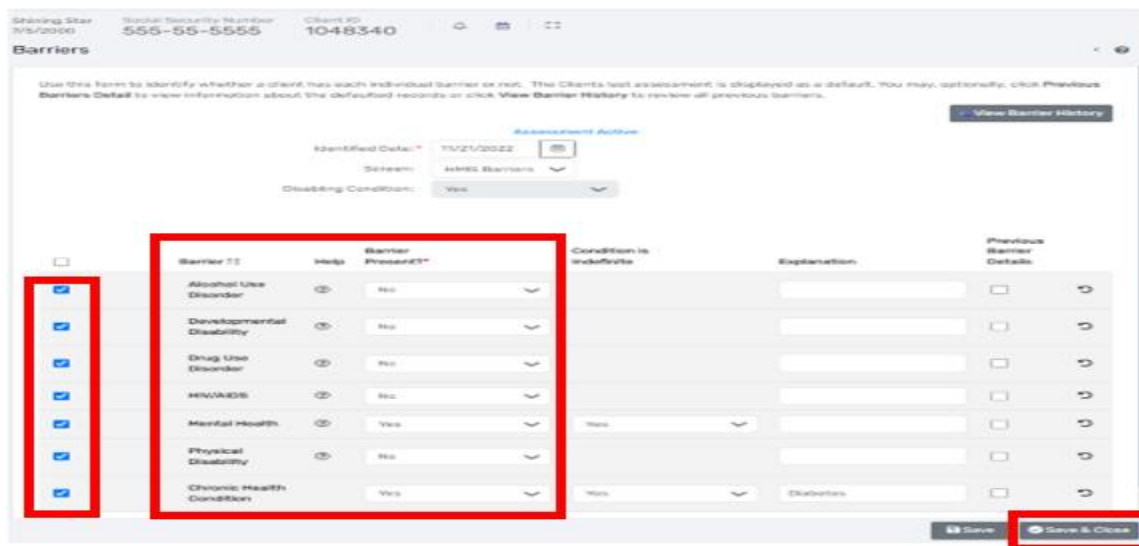 Shining Star Social Security Number Client ID
7/5/2000 555-55-5555 1048340
Barriers
Use this form to identify whether a client has each individual barrier or not. The Clients last assessment is displayed as a default. You may, optionally, click Previous
Barriers Detail to view information about the defaulted records or click View Barrier History to review all previous barriers.
View Barrier History
Assessment Active
Identified Date:* 11/21/2022
Screen: HMIS Barriers
Disabling Condition: Yes
Barrier Help Barrier Present?* Condition is Indefinite Explanation Previous Barrier Details
Alcohol Use Disorder No
Developmental Disability No
Drug Use Disorder No
HIV/AIDS No
Mental Health Yes Yes
Physical Disability No
Chronic Health Condition Yes Yes Diabetes
Save Save & Close